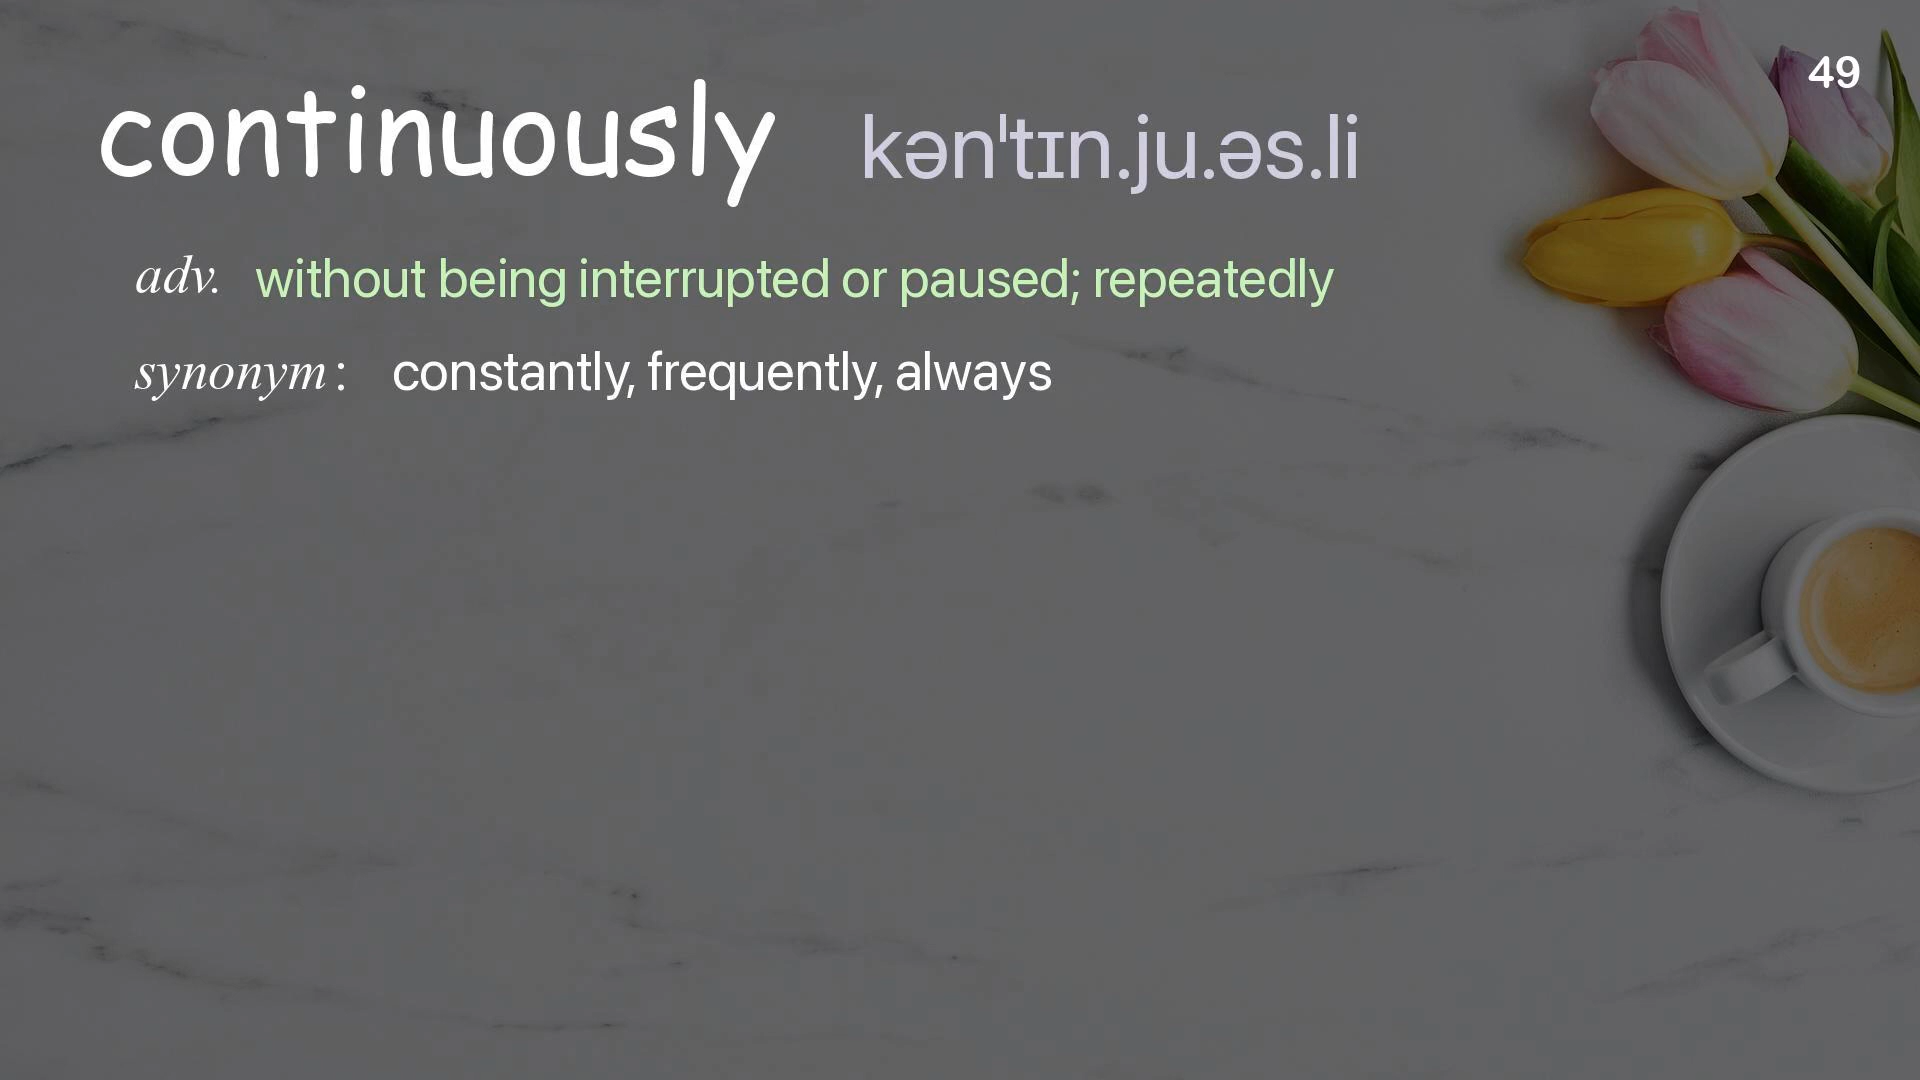 49
continuously kən'tɪn.ju.əs.li
adv. without being interrupted or paused; repeatedly
synonym : constantly, frequently, always